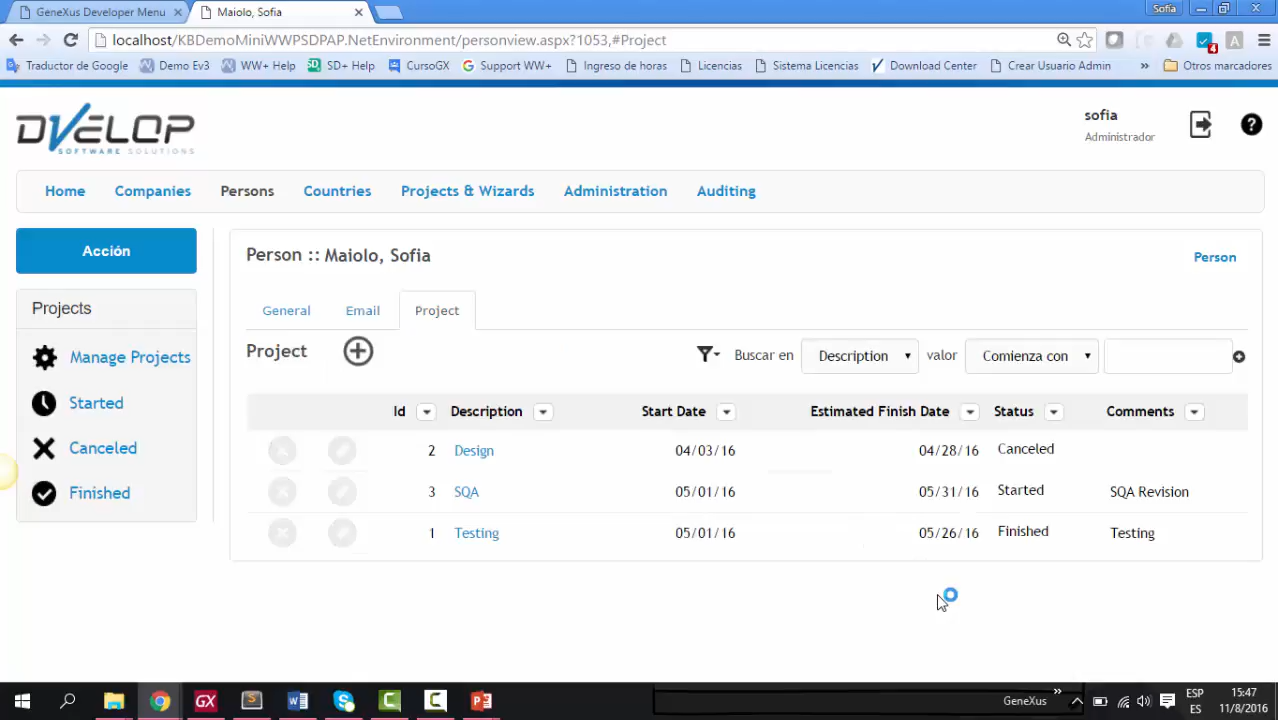 GeneXus Developer Menu
Maiolo, Sofia
Sofía
localhost/KBDemoMiniWWPSDPAP.NetEnvironment/personview.aspx?1053,#Project
4
Traductor de Google
Demo Ev3
WW+ Help
SD+ Help
CursoGX
Support WW+
Ingreso de horas
Licencias
Sistema Licencias
Download Center
Crear Usuario Admin
»
Otros marcadores
DVELOP
SOFTWARE SOLUTIONS
sofia
Administrador
Home
Companies
Persons
Countries
Projects & Wizards
Administration
Auditing
Acción
Projects
Manage Projects
Started
Canceled
Finished
Person :: Maiolo, Sofia
Person
General
Email
Project
Project
Buscar en
Description
valor
Comienza con
Id
Description
Start Date
Estimated Finish Date
Status
Comments
2 Design 04/03/16 04/28/16 Canceled
3 SQA 05/01/16 05/31/16 Started SQA Revision
1 Testing 05/01/16 05/26/16 Finished Testing
GX
GeneXus
»
ESP
ES
15:47
11/8/2016